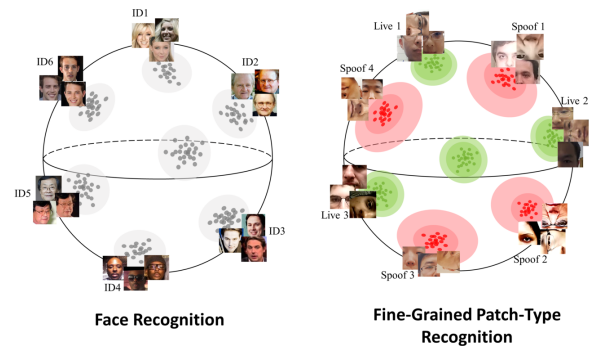 ID1
ID6
ID2
ID5
ID3
ID4
Face Recognition
Live 1
Spoof 1
Spoof 4
Live 2
Live 3
Spoof 2
Spoof 3
Fine-Grained Patch-Type
Recognition